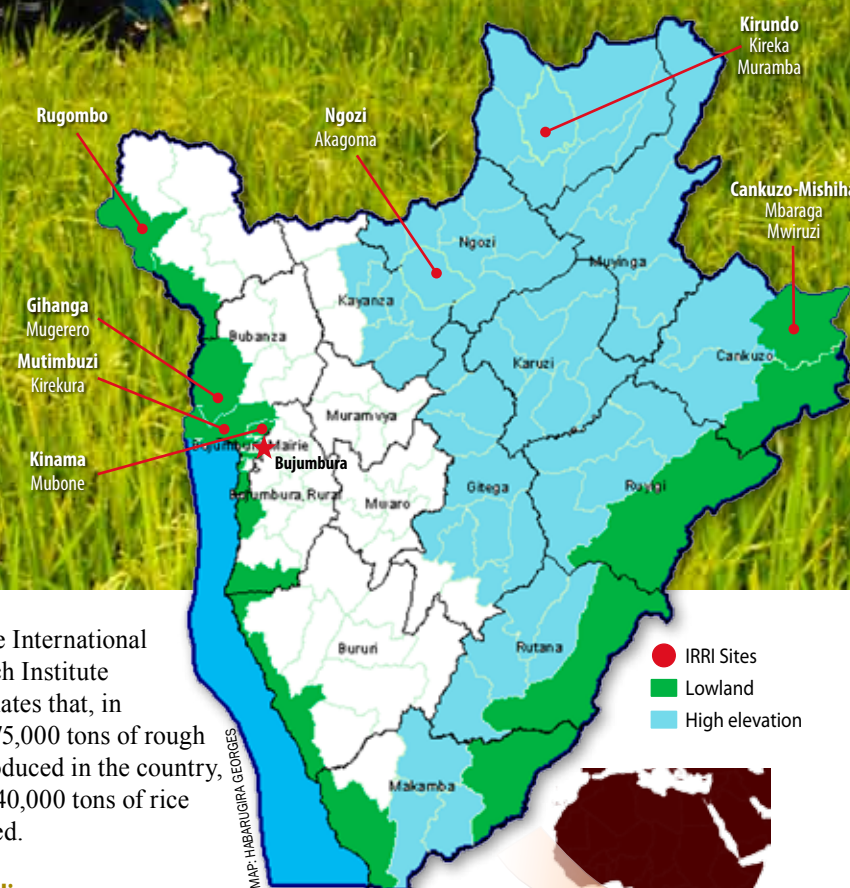 Kirundo
Kireka
Muramba
Rugombo
Ngozi
Akagoma
Cankuzo-Mishiha
Mbaraga
Mwiruzi
Ngozi
Muyinga
Kayanza
Gihanga
Mugerero
Bubanza
Karuzi
Cankuzo
Mutimbuzi
Kirekura
Muramvya
Kinama
Mubone
Bujumbura
Gitega
Ruyigi
Bujumbura Rural
Mwaro
e International
ch Institute
ates that, in
75,000 tons of rough
oduced in the country,
40,000 tons of rice
ed.
Bururi
Rutana
IRRI Sites
Lowland
High elevation
Makamba
MAP: HABARUGIRA GEORGES